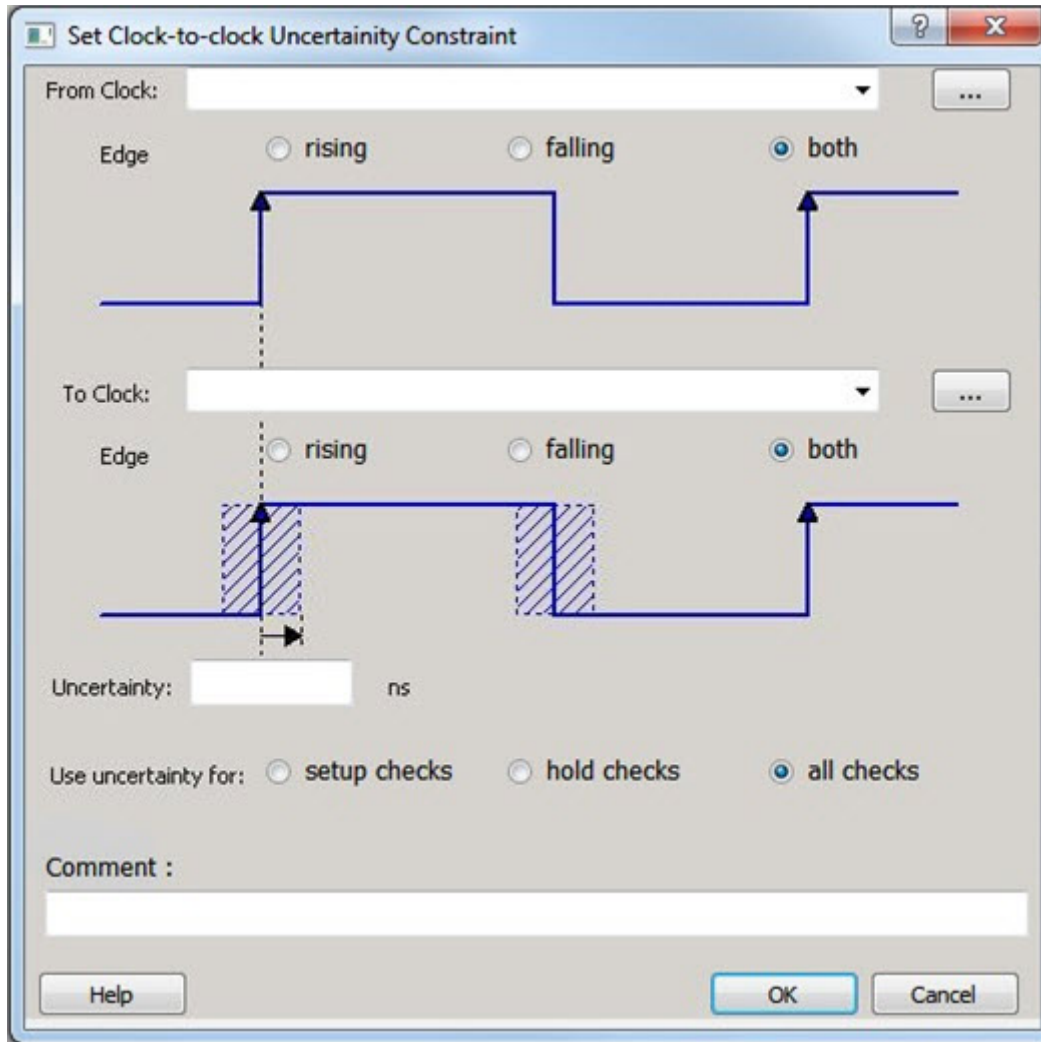 Set Clock-to-clock Uncertainity Constraint
From Clock: ...
Edge rising falling both
To Clock: ...
Edge rising falling both
Uncertainty: ns
Use uncertainty for: setup checks hold checks all checks
Comment :
Help OK Cancel